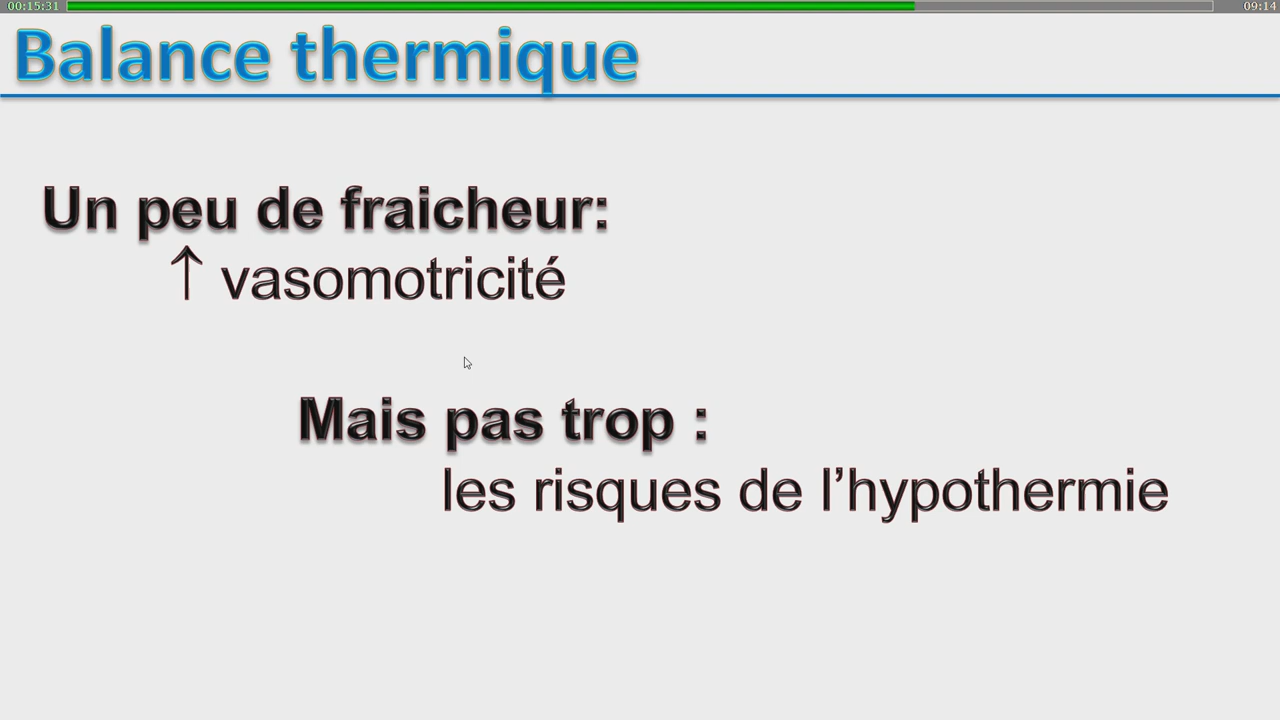 00:15:31
09:14
Balance thermique
Un peu de fraicheur:
↑ vasomotricité
Mais pas trop :
les risques de l’hypothermie